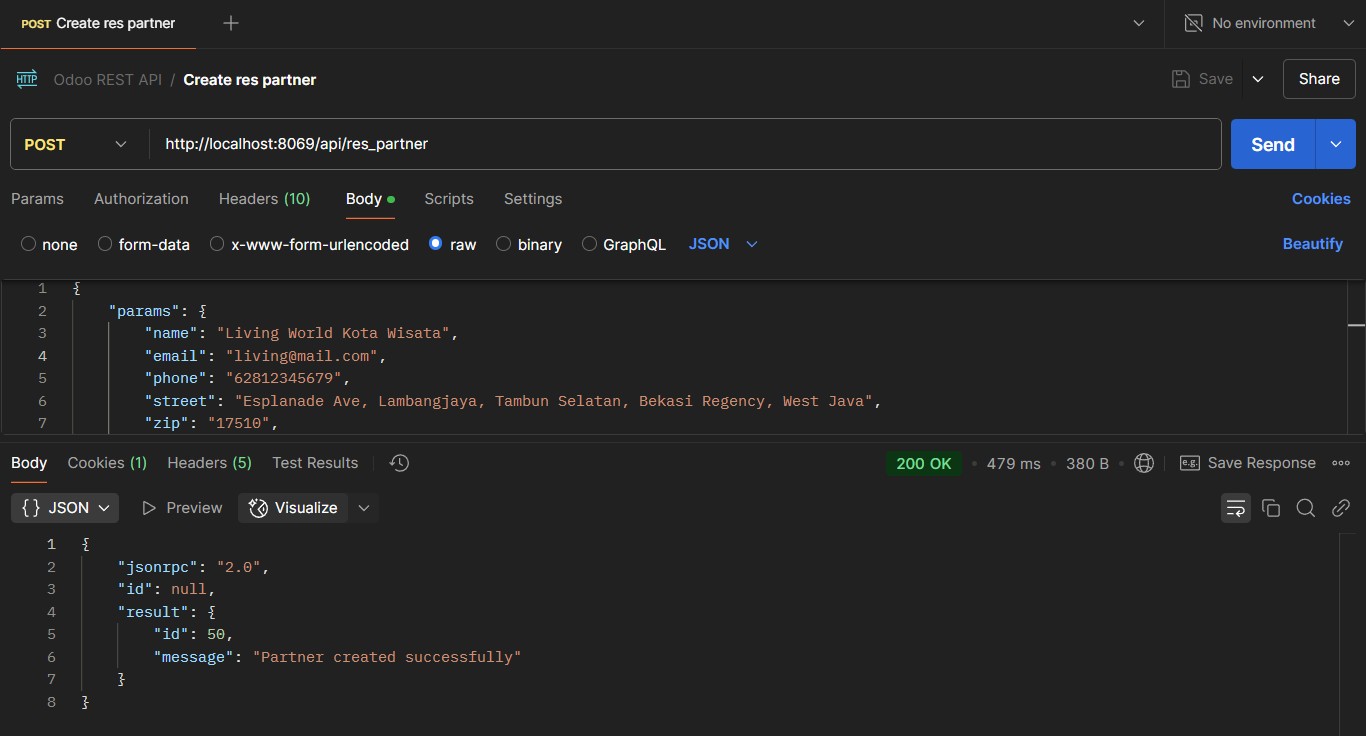 POST Create res partner
No environment
HTTP Odoo REST API / Create res partner
Save
Share
POST
http://localhost:8069/api/res_partner
Send
Params Authorization Headers (10) Body Scripts Settings Cookies
none form-data x-www-form-urlencoded raw binary GraphQL JSON Beautify
1 {
2 "params": {
3 "name": "Living World Kota Wisata",
4 "email": "living@mail.com",
5 "phone": "62812345679",
6 "street": "Esplanade Ave, Lambangjaya, Tambun Selatan, Bekasi Regency, West Java",
7 "zip": "17510",
Body Cookies (1) Headers (5) Test Results 200 OK • 479 ms • 380 B • e.g. Save Response
{} JSON Preview Visualize
1 {
2 "jsonrpc": "2.0",
3 "id": null,
4 "result": {
5 "id": 50,
6 "message": "Partner created successfully"
7 }
8 }